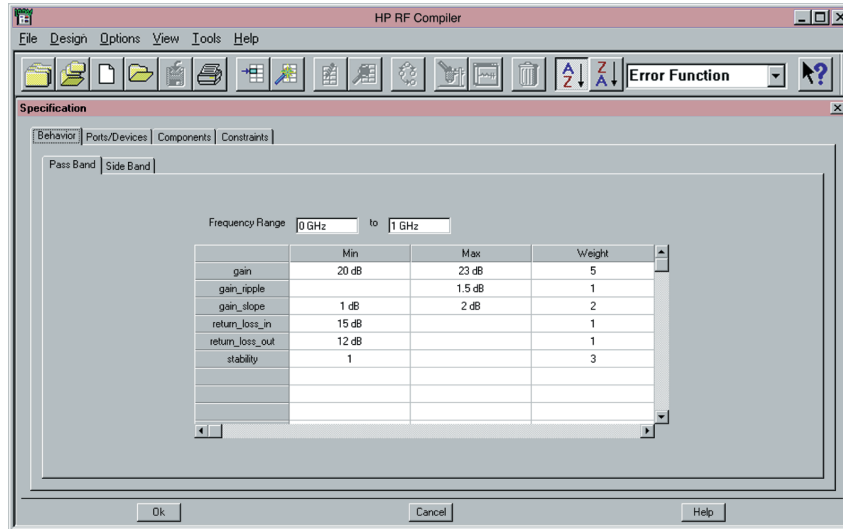 HP RF Compiler
File Design Options View Tools Help
A Z Z A Error Function ?
Specification
Behavior Ports/Devices Components Constraints
Pass Band Side Band
Frequency Range 0 GHz to 1 GHz
Min Max Weight
gain 20 dB 23 dB 5
gain_ripple 1.5 dB 1
gain_slope 1 dB 2 dB 2
return_loss_in 15 dB 1
return_loss_out 12 dB 1
stability 1 3
Ok Cancel Help